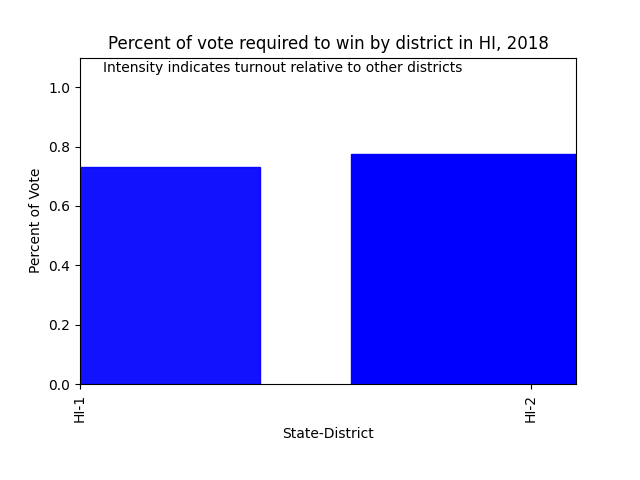 Percent of vote required to win by district in HI, 2018
Intensity indicates turnout relative to other districts
1.0
0.8
0.6
0.4
0.2
0.0
Percent of Vote
HI-1
HI-2
State-District